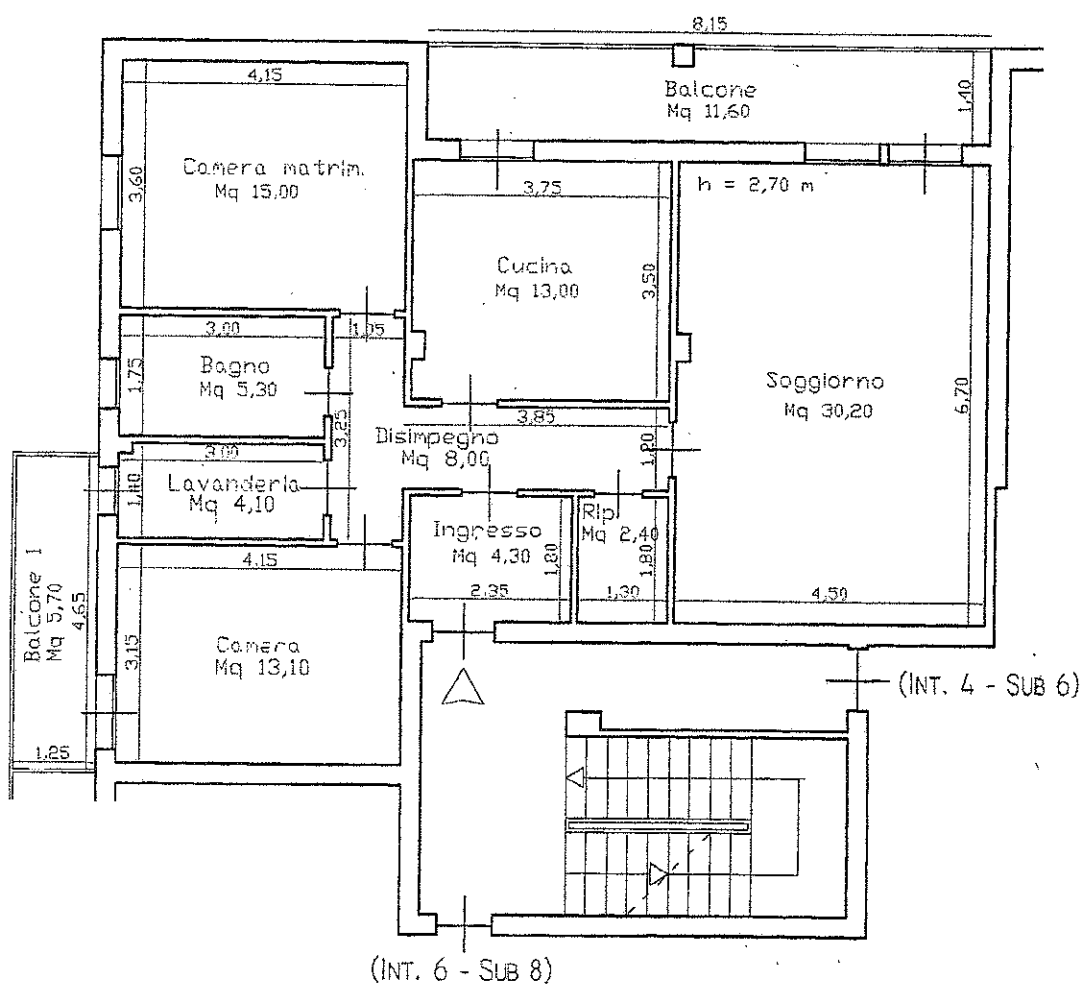 8,15
4,15
Balcone
Mq 11,60
1,40
Camera matrim.
Mq 15,00
3,60
3,75
h = 2,70 m
Cucina
Mq 13,00
3,50
3,00
1,05
Bagno
Mq 5,30
1,75
Soggiorno
Mq 30,20
6,70
3,25
3,85
Disimpegno
Mq 8,00
1,20
3,00
Lavanderia
Mq 4,10
Rip
Mq 2,40
Ingresso
Mq 4,30
1,80
1,80
4,15
2,35
1,30
4,50
Balcone 1
Mq 5,70
4,65
3,15
Camera
Mq 13,10
(INT. 4 - SUB 6)
1,25
(INT. 6 - SUB 8)